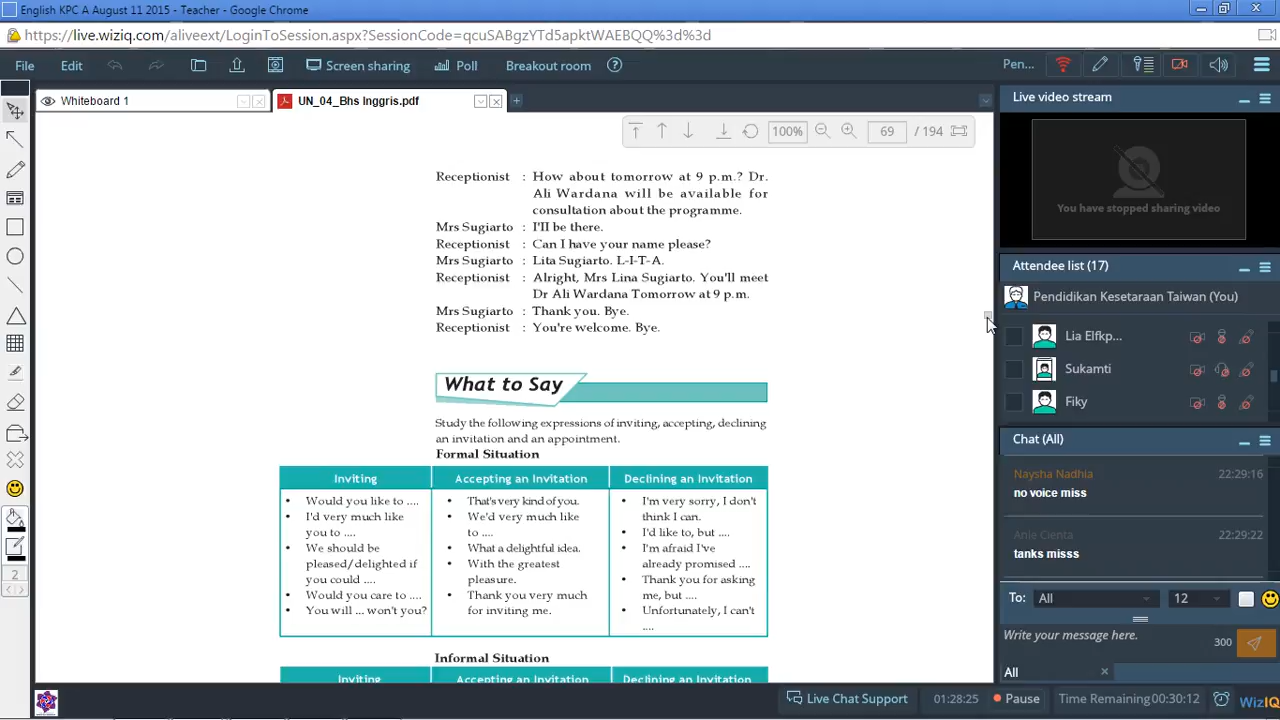 English KPC A August 11 2015 - Teacher - Google Chrome
https://live.wiziq.com/aliveext/LoginToSession.aspx?SessionCode=qcuSABgzYTd5apktWAEBQQ%3d%3d
File Edit Screen sharing Poll Breakout room Pen...
Whiteboard 1 UN_04_Bhs Inggris.pdf
100% 69 / 194
Receptionist : How about tomorrow at 9 p.m.? Dr.
Ali Wardana will be available for
consultation about the programme.
Mrs Sugiarto : I'll be there.
Receptionist : Can I have your name please?
Mrs Sugiarto : Lita Sugiarto. L-I-T-A.
Receptionist : Alright, Mrs Lina Sugiarto. You'll meet
Dr Ali Wardana Tomorrow at 9 p.m.
Mrs Sugiarto : Thank you. Bye.
Receptionist : You're welcome. Bye.
What to Say
Study the following expressions of inviting, accepting, declining
an invitation and an appointment.
Formal Situation
Inviting
• Would you like to ....
• I'd very much like
you to ....
• We should be
pleased/delighted if
you could ....
• Would you care to ....
• You will ... won't you?
Accepting an Invitation
• That's very kind of you.
• We'd very much like
to ....
• What a delightful idea.
• With the greatest
pleasure.
• Thank you very much
for inviting me.
Declining an Invitation
• I'm very sorry, I don't
think I can.
• I'd like to, but ....
• I'm afraid I've
already promised ....
• Thank you for asking
me, but ....
• Unfortunately, I can't
....
Informal Situation
Inviting Accepting an Invitation Declining an Invitation
Live video stream
You have stopped sharing video
Attendee list (17)
Pendidikan Kesetaraan Taiwan (You)
Lia Elfkp...
Sukamti
Fiky
Chat (All)
Naysha Nadhia 22:29:16
no voice miss
Anie Cienta 22:29:22
tanks misss
To: All 12
Write your message here. 300
All
2
Live Chat Support 01:28:25 Pause Time Remaining 00:30:12 WizIQ